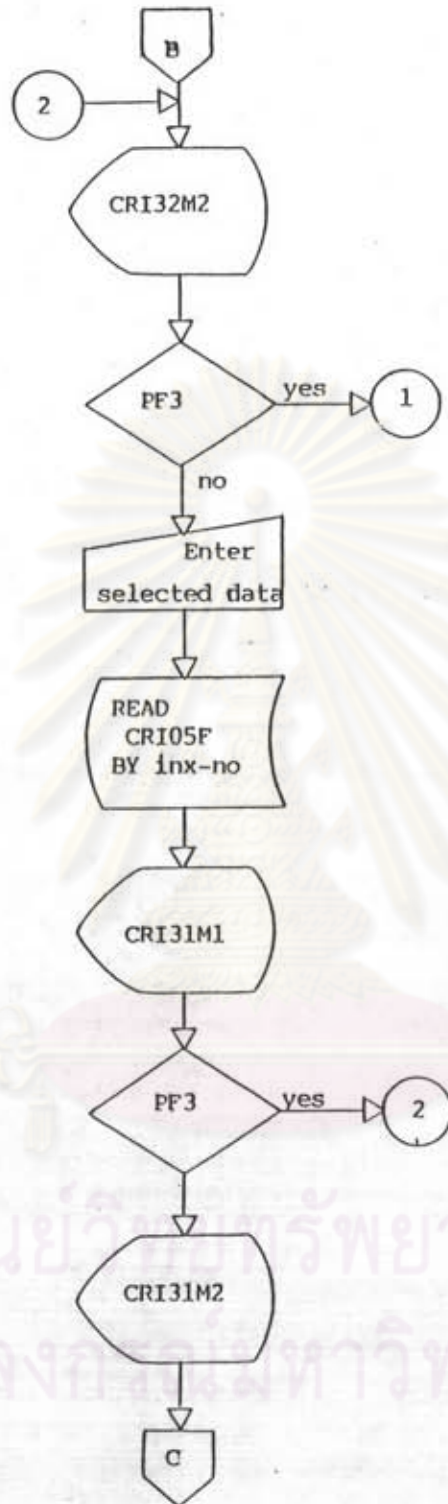 B
2
CRI32M2
PF3
yes
1
no
Enter
selected data
READ
CRI05F
BY inx-no
CRI31M1
PF3
yes
2
CRI31M2
C